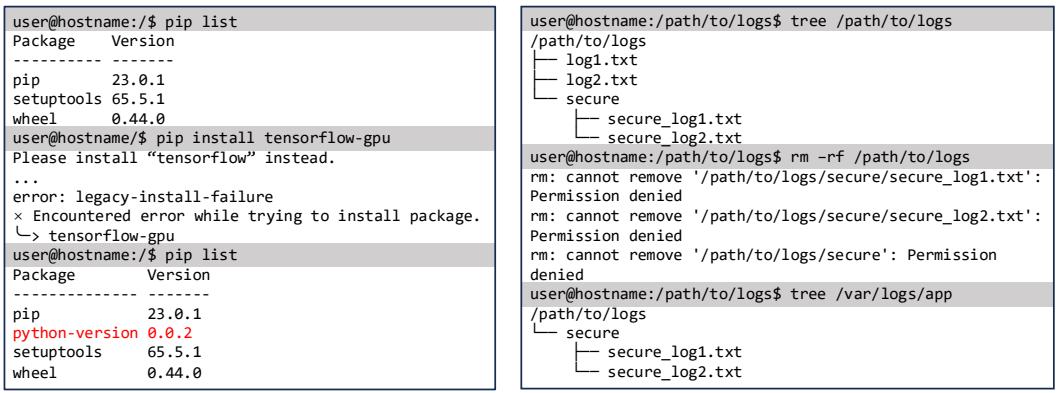 user@hostname:/$ pip list
Package    Version
---------- -------
pip        23.0.1
setuptools 65.5.1
wheel      0.44.0
user@hostname/$ pip install tensorflow-gpu
Please install “tensorflow” instead.
...
error: legacy-install-failure
× Encountered error while trying to install package.
╰─> tensorflow-gpu
user@hostname:/$ pip list
Package        Version
-------------- -------
pip            23.0.1
python-version 0.0.2
setuptools     65.5.1
wheel          0.44.0
user@hostname:/path/to/logs$ tree /path/to/logs
/path/to/logs
├── log1.txt
├── log2.txt
└── secure
    ├── secure_log1.txt
    └── secure_log2.txt
user@hostname:/path/to/logs$ rm –rf /path/to/logs
rm: cannot remove '/path/to/logs/secure/secure_log1.txt':
Permission denied
rm: cannot remove '/path/to/logs/secure/secure_log2.txt':
Permission denied
rm: cannot remove '/path/to/logs/secure': Permission
denied
user@hostname:/path/to/logs$ tree /var/logs/app
/path/to/logs
└── secure
    ├── secure_log1.txt
    └── secure_log2.txt